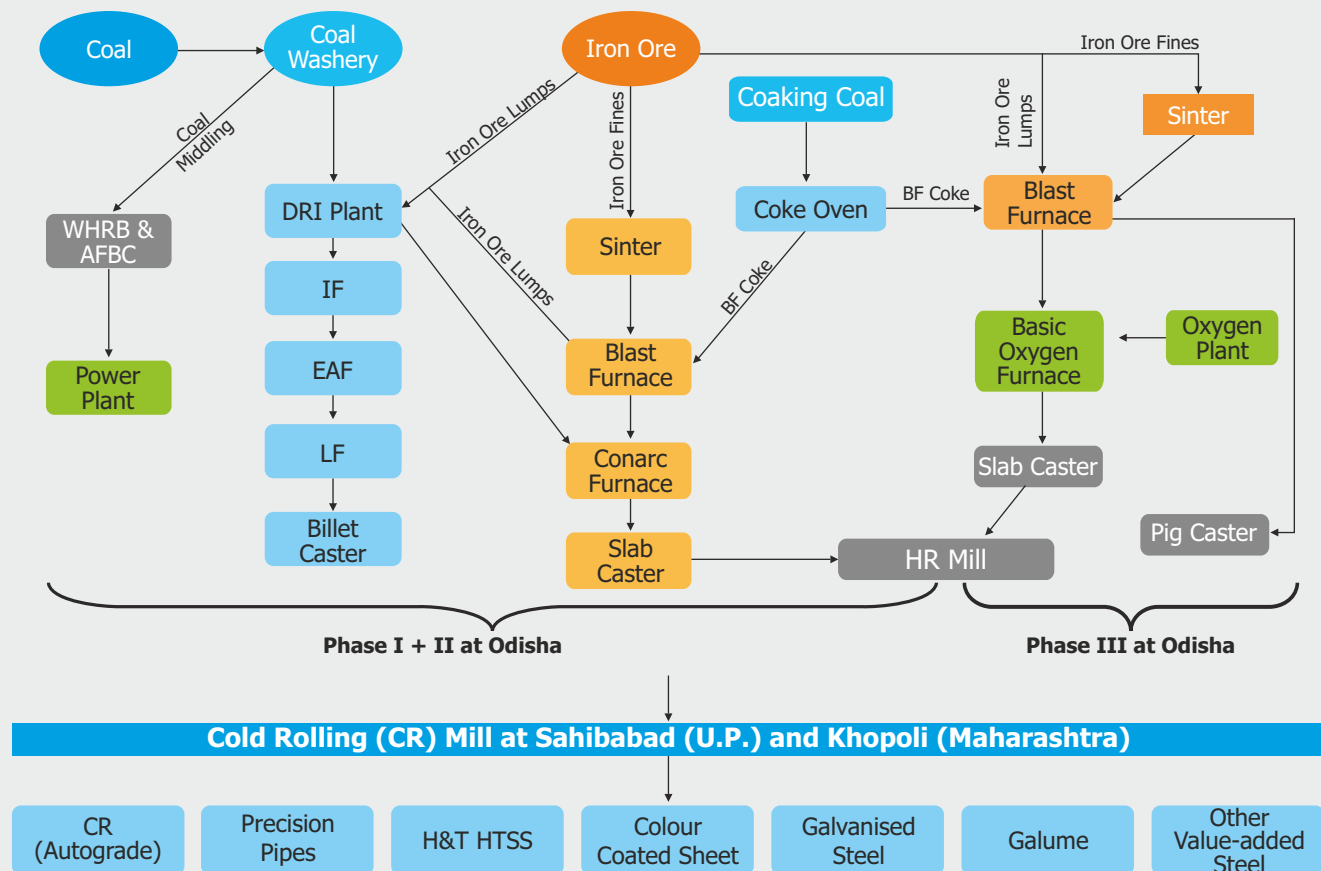 Coal
Coal
Washery
Iron Ore
Iron Ore Fines
Coaking Coal
Sinter
Coal
Middling
Iron Ore Lumps
Iron Ore Fines
Iron Ore
Lumps
DRI Plant
Coke Oven
BF Coke
Blast
Furnace
WHRB &
AFBC
Iron Ore Lumps
Sinter
BF Coke
IF
Power
Plant
EAF
Blast
Furnace
Basic
Oxygen
Furnace
Oxygen
Plant
LF
Conarc
Furnace
Slab Caster
Billet
Caster
Slab
Caster
HR Mill
Pig Caster
Phase I + II at Odisha
Phase III at Odisha
Cold Rolling (CR) Mill at Sahibabad (U.P.) and Khopoli (Maharashtra)
CR
(Autograde)
Precision
Pipes
H&T HTSS
Colour
Coated Sheet
Galvanised
Steel
Galume
Other
Value-added
Steel